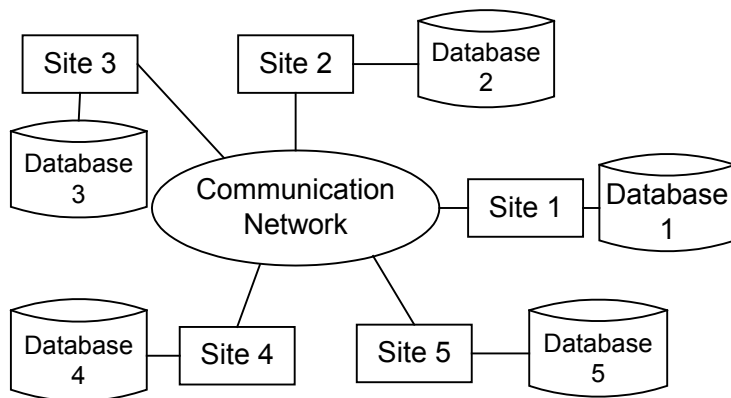 Site 3
Site 2
Database
2
Database
3
Communication
Network
Site 1
Database
1
Database
4
Site 4
Site 5
Database
5